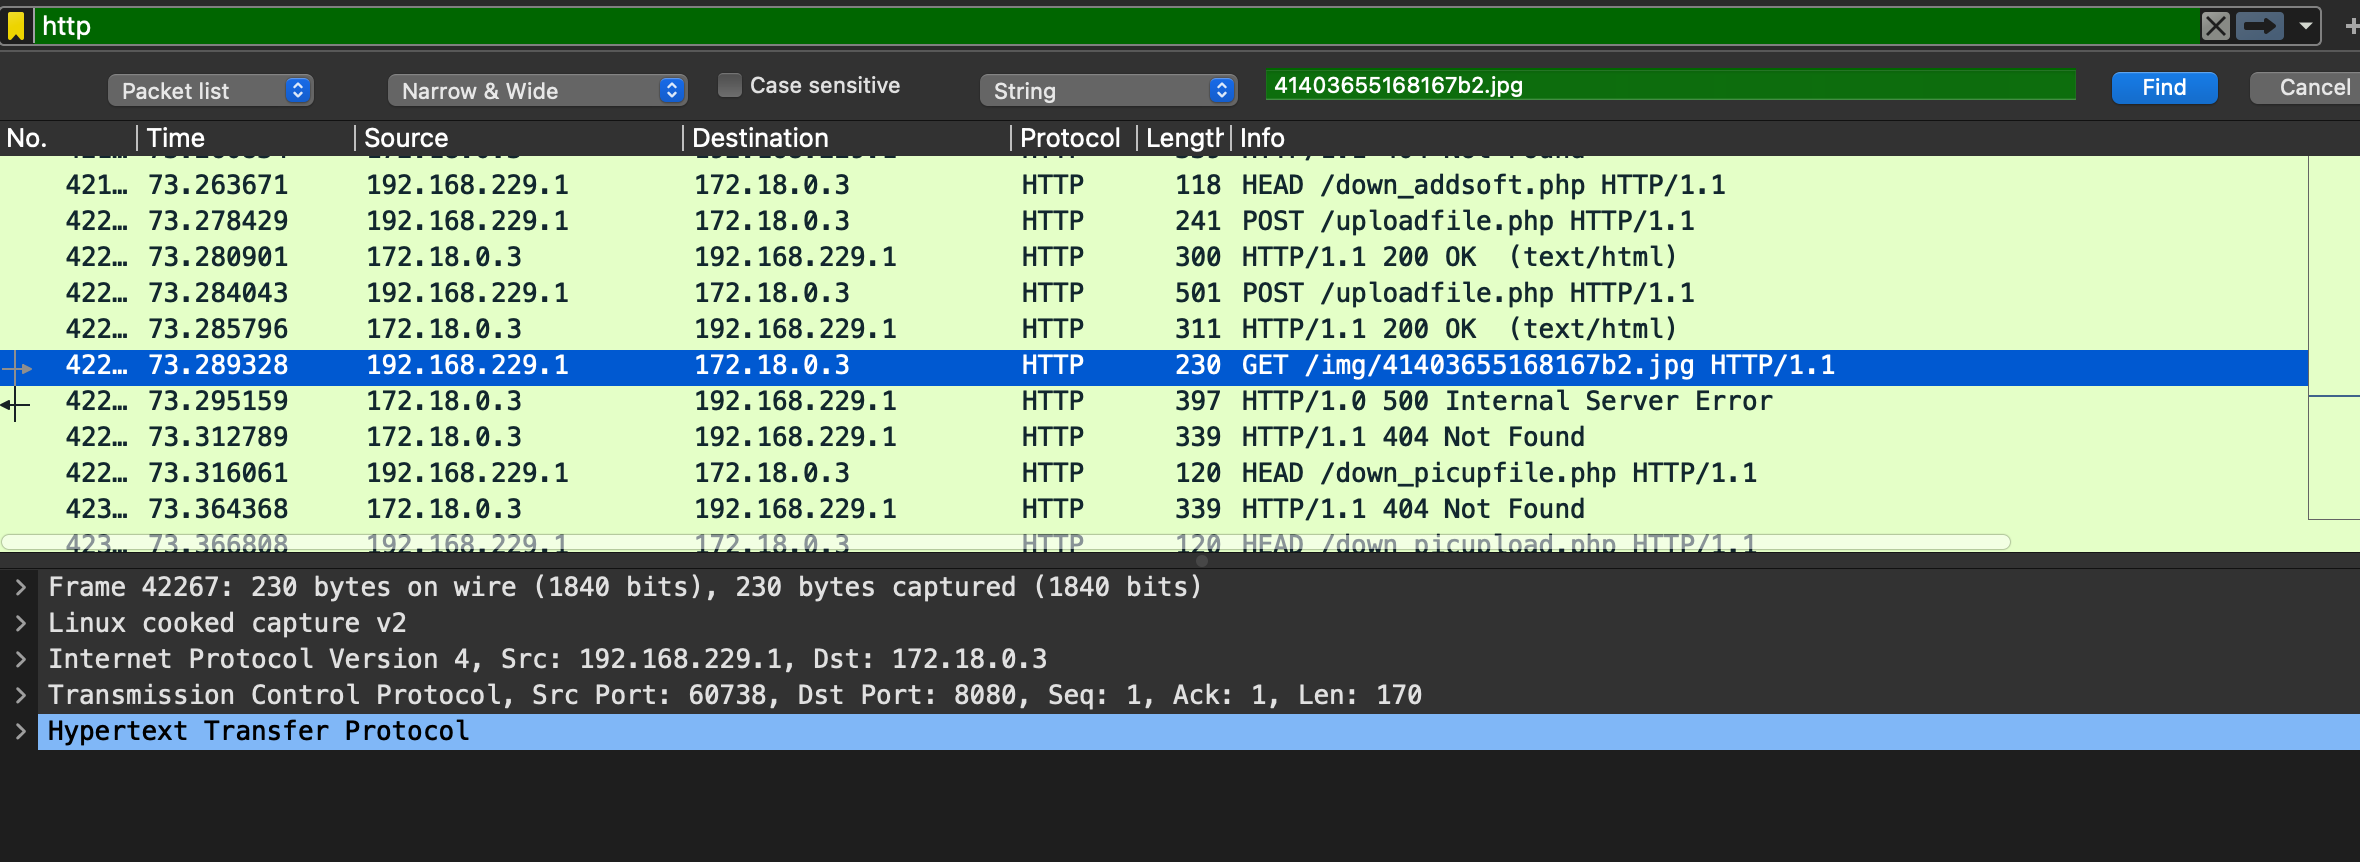 http
Packet list Narrow & Wide Case sensitive String 41403655168167b2.jpg Find Cancel
No. Time Source Destination Protocol Length Info
421… 73.263671 192.168.229.1 172.18.0.3 HTTP 118 HEAD /down_addsoft.php HTTP/1.1
422… 73.278429 192.168.229.1 172.18.0.3 HTTP 241 POST /uploadfile.php HTTP/1.1
422… 73.280901 172.18.0.3 192.168.229.1 HTTP 300 HTTP/1.1 200 OK (text/html)
422… 73.284043 192.168.229.1 172.18.0.3 HTTP 501 POST /uploadfile.php HTTP/1.1
422… 73.285796 172.18.0.3 192.168.229.1 HTTP 311 HTTP/1.1 200 OK (text/html)
422… 73.289328 192.168.229.1 172.18.0.3 HTTP 230 GET /img/41403655168167b2.jpg HTTP/1.1
422… 73.295159 172.18.0.3 192.168.229.1 HTTP 397 HTTP/1.0 500 Internal Server Error
422… 73.312789 172.18.0.3 192.168.229.1 HTTP 339 HTTP/1.1 404 Not Found
422… 73.316061 192.168.229.1 172.18.0.3 HTTP 120 HEAD /down_picupfile.php HTTP/1.1
423… 73.364368 172.18.0.3 192.168.229.1 HTTP 339 HTTP/1.1 404 Not Found
423… 73.366808 192.168.229.1 172.18.0.3 HTTP 120 HEAD /down_picupload.php HTTP/1.1
Frame 42267: 230 bytes on wire (1840 bits), 230 bytes captured (1840 bits)
Linux cooked capture v2
Internet Protocol Version 4, Src: 192.168.229.1, Dst: 172.18.0.3
Transmission Control Protocol, Src Port: 60738, Dst Port: 8080, Seq: 1, Ack: 1, Len: 170
Hypertext Transfer Protocol